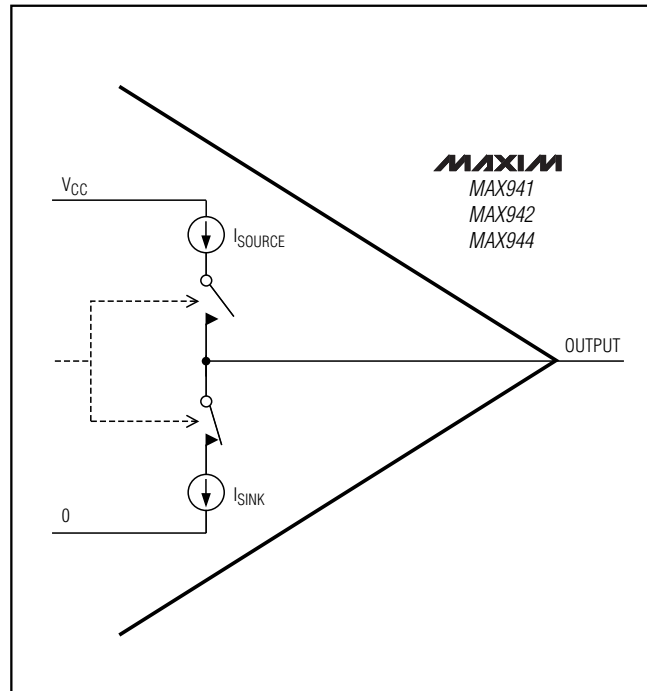 MAXIM
MAX941
MAX942
MAX944
VCC
ISOURCE
OUTPUT
ISINK
0